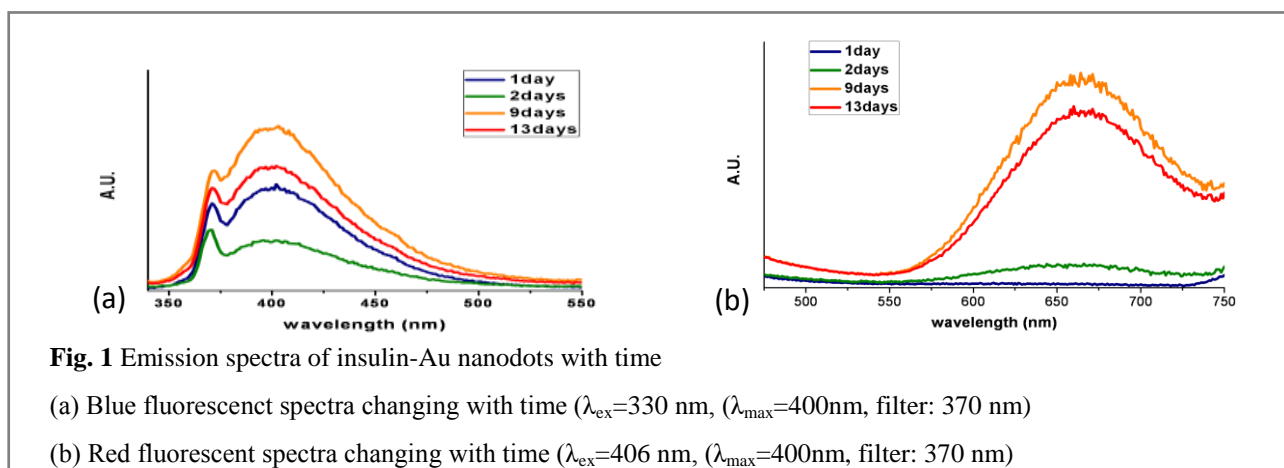 1day
2days
9days
13days
A.U.
350 400 450 500 550
wavelength (nm)
(a)
1day
2days
9days
13days
A.U.
500 550 600 650 700 750
wavelength (nm)
(b)
Fig. 1 Emission spectra of insulin-Au nanodots with time
(a) Blue fluorescenct spectra changing with time (λex=330 nm, (λmax=400nm, filter: 370 nm)
(b) Red fluorescent spectra changing with time (λex=406 nm, (λmax=400nm, filter: 370 nm)